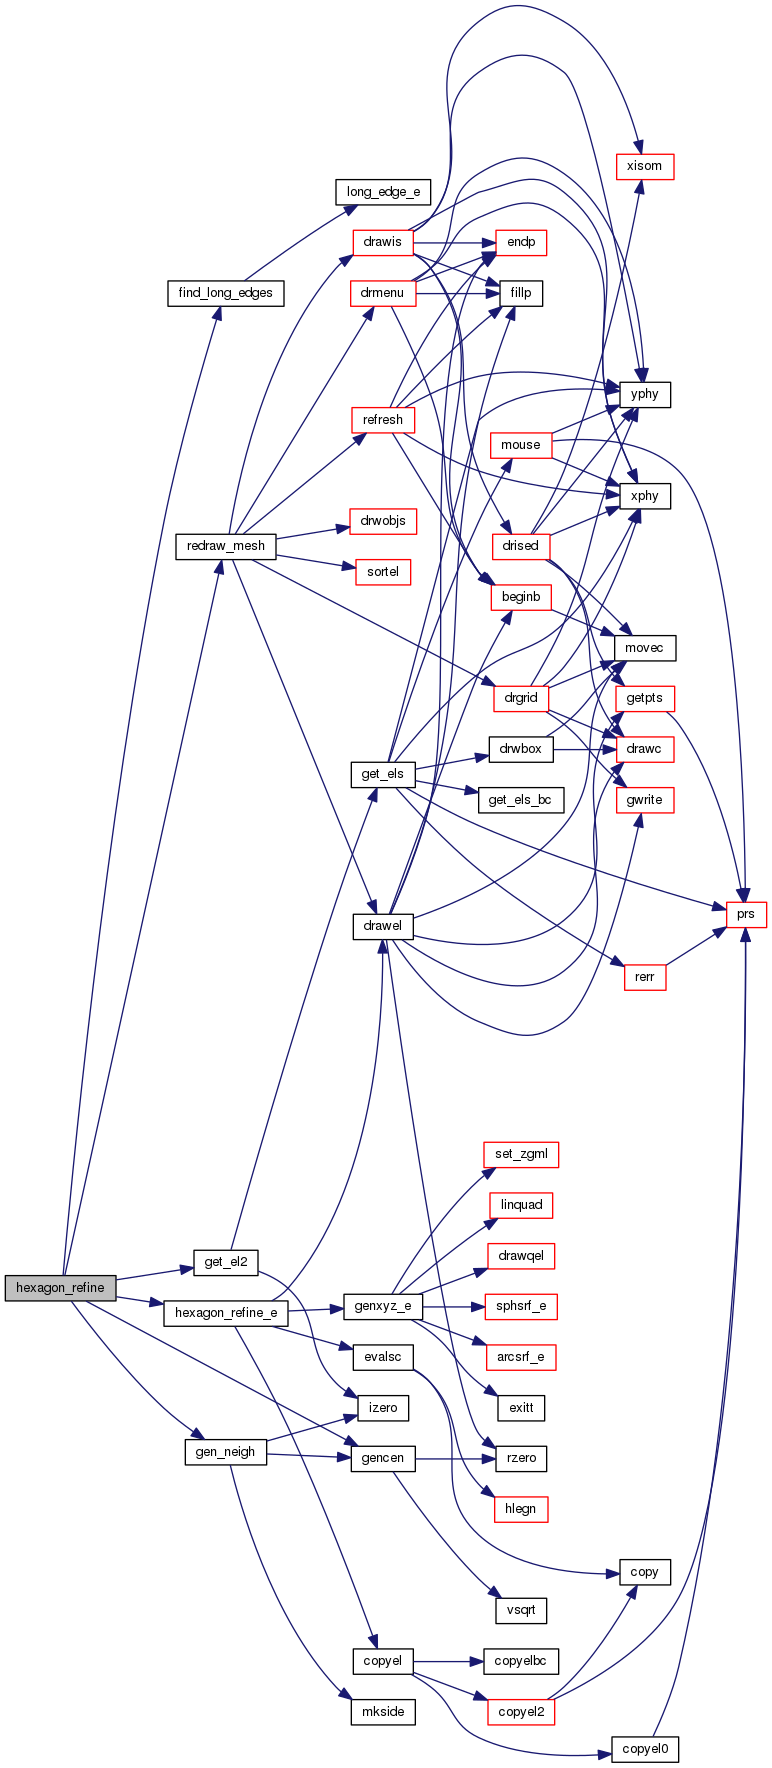 xisom
long_edge_e
drawis
endp
find_long_edges
drmenu
fillp
yphy
refresh
mouse
xphy
drwobjs
redraw_mesh
drised
sortel
beginb
movec
drgrid
getpts
drwbox
drawc
get_els
get_els_bc
gwrite
prs
drawel
rerr
set_zgml
linquad
drawqel
get_el2
hexagon_refine
hexagon_refine_e
genxyz_e
sphsrf_e
evalsc
arcsrf_e
izero
exitt
gen_neigh
gencen
rzero
hlegn
copy
vsqrt
copyel
copyelbc
mkside
copyel2
copyel0